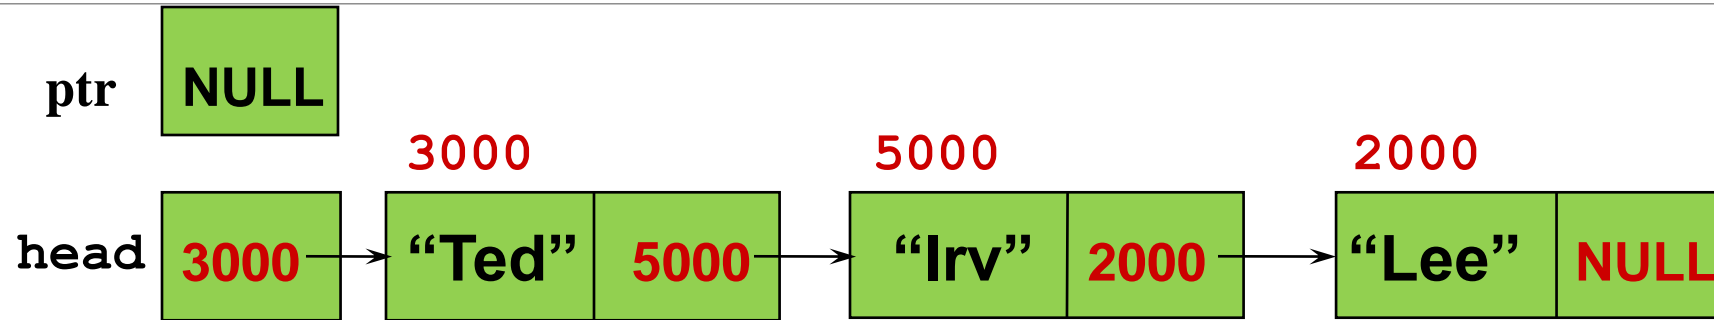 ptr NULL
3000 5000 2000
head 3000 “Ted” 5000 “Irv” 2000 “Lee” NULL